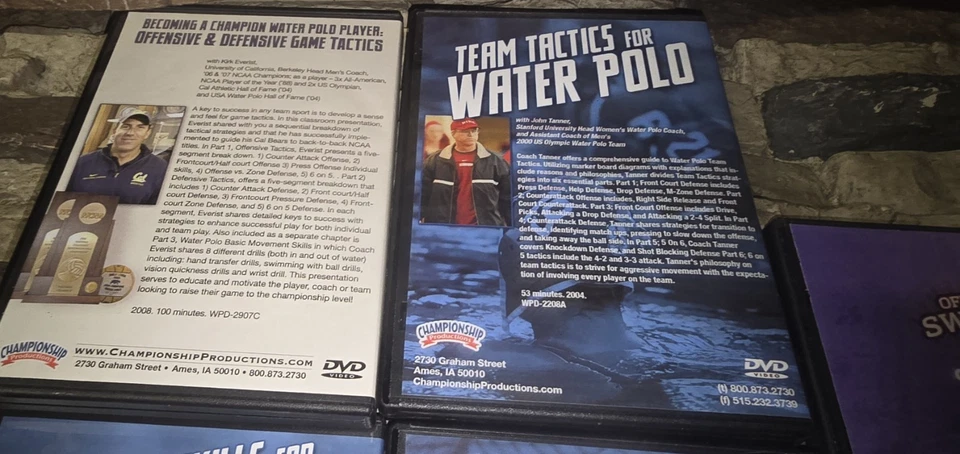 BECOMING A CHAMPION WATER POLO PLAYER:
OFFENSIVE & DEFENSIVE GAME TACTICS
with Kirk Everist,
University of California, Berkeley Head Men's Coach,
'06 & '07 NCAA Champions; as a player - 3x All-American,
NCAA Player of the Year ('88) and 2x US Olympian,
Cal Athletic Hall of Fame ('04)
and USA Water Polo Hall of Fame ('04)
A key to success in any team sport is to develop a sense
and feel for game tactics. In this classroom presentation,
Everist shared with you a sequential breakdown of
tactical strategies and that he has successfully imple-
mented to guide his Cal Bears to back-to-back NCAA
titles. In Part 1, Offensive Tactics, Everist presents a five-
segment break down. 1) Counter Attack Offense, 2)
Frontcourt/Half court Offense 3) Press Offense Individual
skills, 4) Offense vs. Zone Defense, 5) 6 on 5. . Part 2)
Defensive Tactics, offers a five-segment breakdown that
includes 1) Counter Attack Defense, 2) Front court/Half
court Defense, 3) Frontcourt Pressure Defense, 4) Front-
court Zone Defense, and 5) 6 on 5 Defense. In each
segment, Everist shares detailed keys to success with
strategies to enhance successful play for both individual
and team play. Also included as a separate chapter is
Part 3, Water Polo Basic Movement Skills in which Coach
Everist shares 8 different drills (both in and out of water)
including: hand transfer drills, swimming with ball drills,
vision quickness drills and wrist drill. This presentation
serves to educate and motivate the player, coach or team
looking to raise their game to the championship level!
2008. 100 minutes. WPD-2907C
CHAMPIONSHIP
Productions
WWW.CHAMPIONSHIPPRODUCTIONS.COM
2730 Graham Street • Ames, IA 50010 • 800.873.2730
DVD
VIDEO
Cal
TEAM TACTICS FOR
WATER POLO
with John Tanner,
Stanford University Head Women's Water Polo Coach,
and Assistant Coach of Men's
2000 US Olympic Water Polo Team
Coach Tanner offers a comprehensive guide to Water Polo Team
Tactics. Utilizing marker board diagrams with explanations that in-
clude reasons and philosophies, Tanner divides Team Tactics strat-
egies into six essential parts. Part 1; Front Court Defense includes
Press Defense, Help Defense, Drop Defense, M-Zone Defense. Part
2; Counterattack Offense includes, Right Side Release and Front
Court Counterattack. Part 3; Front Court Offense includes Drive,
Picks, Attacking a Drop Defense, and Attacking a 2-4 Split. In Part
4; Counterattack Defense, Tanner shares strategies for transition to
defense, identifying match ups, pressing to slow down the offense,
and taking away the ball side. In Part 5; 5 On 6, Coach Tanner
covers Knockdown Defense, and Shot Blocking Defense Part 6; 6 on
5 tactics include the 4-2 and 3-3 attack. Tanner's philosophy on
team tactics is to strive for aggressive movement with the expecta-
tion of involving every player on the team.
53 minutes. 2004.
WPD-2208A
CHAMPIONSHIP
Productions
2730 Graham Street
Ames, IA 50010
ChampionshipProductions.com
DVD
VIDEO
(t) 800.873.2730
(f) 515.232.3739
SW
FOR